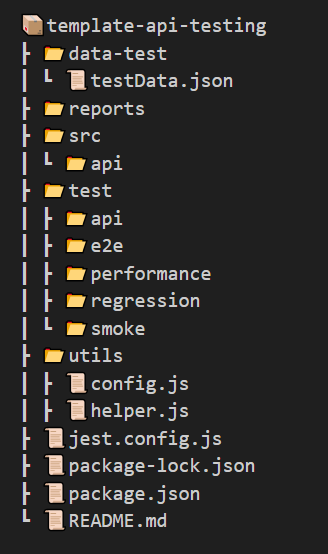 template-api-testing
data-test
testData.json
reports
src
api
test
api
e2e
performance
regression
smoke
utils
config.js
helper.js
jest.config.js
package-lock.json
package.json
README.md